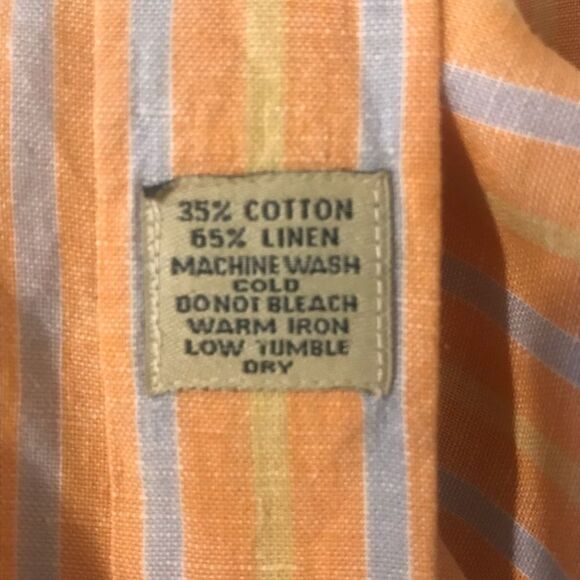 35% COTTON
65% LINEN
MACHINE WASH
COLD
DO NOT BLEACH
WARM IRON
LOW TUMBLE
DRY